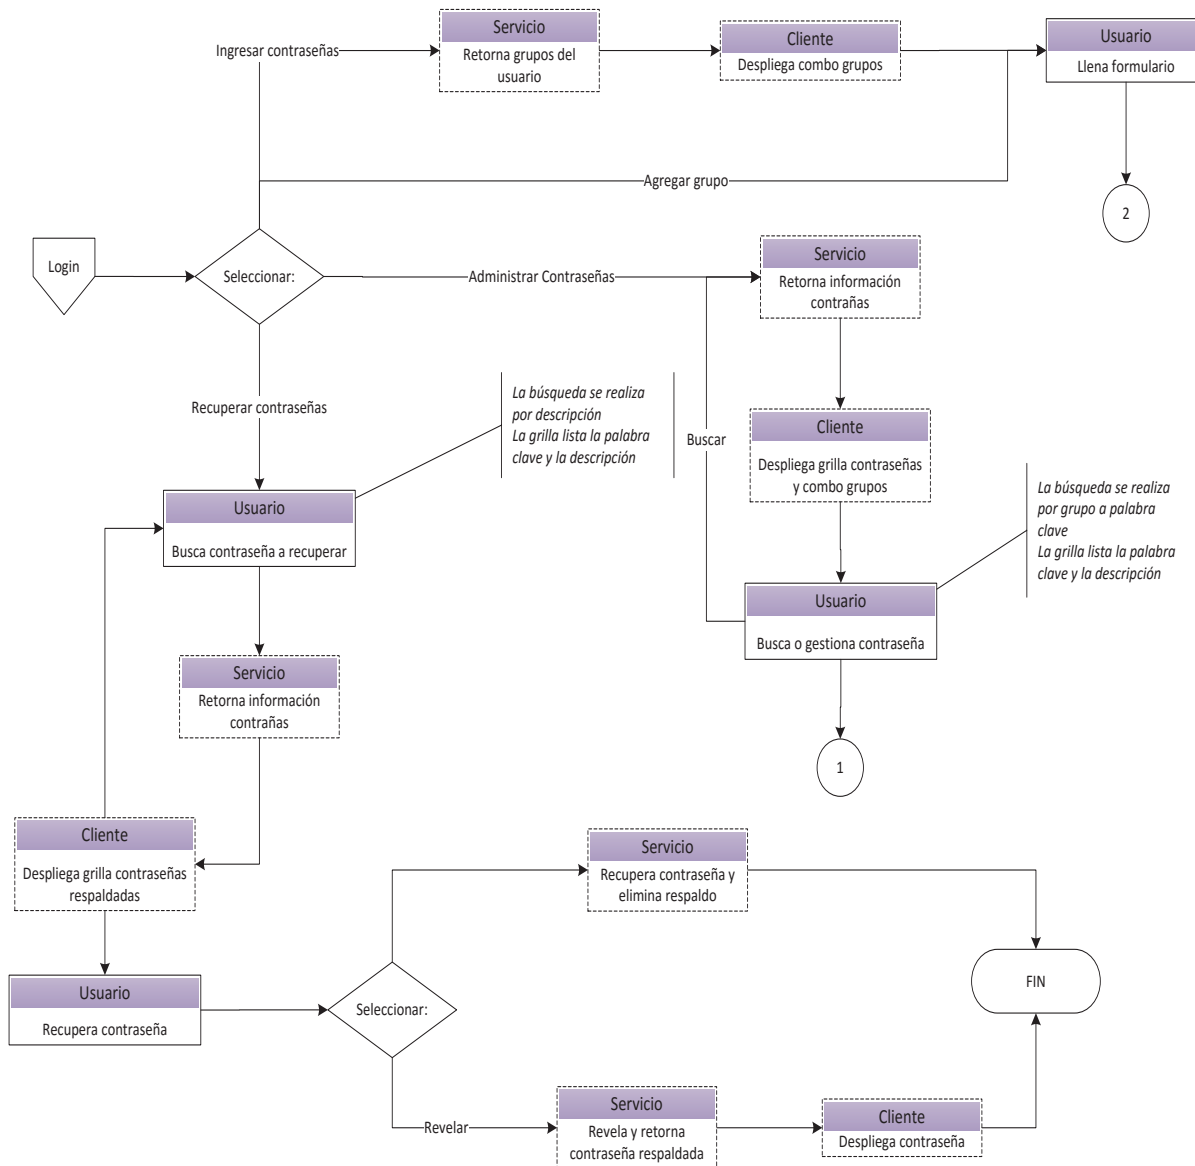 Ingresar contraseñas
Servicio
Retorna grupos del
usuario
Cliente
Despliega combo grupos
Usuario
Llena formulario
Agregar grupo
2
Login
Seleccionar:
Administrar Contraseñas
Servicio
Retorna información
contrañas
Recuperar contraseñas
La búsqueda se realiza
por descripción
La grilla lista la palabra
clave y la descripción
Buscar
Cliente
Despliega grilla contraseñas
y combo grupos
La búsqueda se realiza
por grupo a palabra
clave
La grilla lista la palabra
clave y la descripción
Usuario
Busca contraseña a recuperar
Usuario
Busca o gestiona contraseña
Servicio
Retorna información
contrañas
1
Cliente
Despliega grilla contraseñas
respaldadas
Servicio
Recupera contraseña y
elimina respaldo
Usuario
Recupera contraseña
Seleccionar:
FIN
Revelar
Servicio
Revela y retorna
contraseña respaldada
Cliente
Despliega contraseña